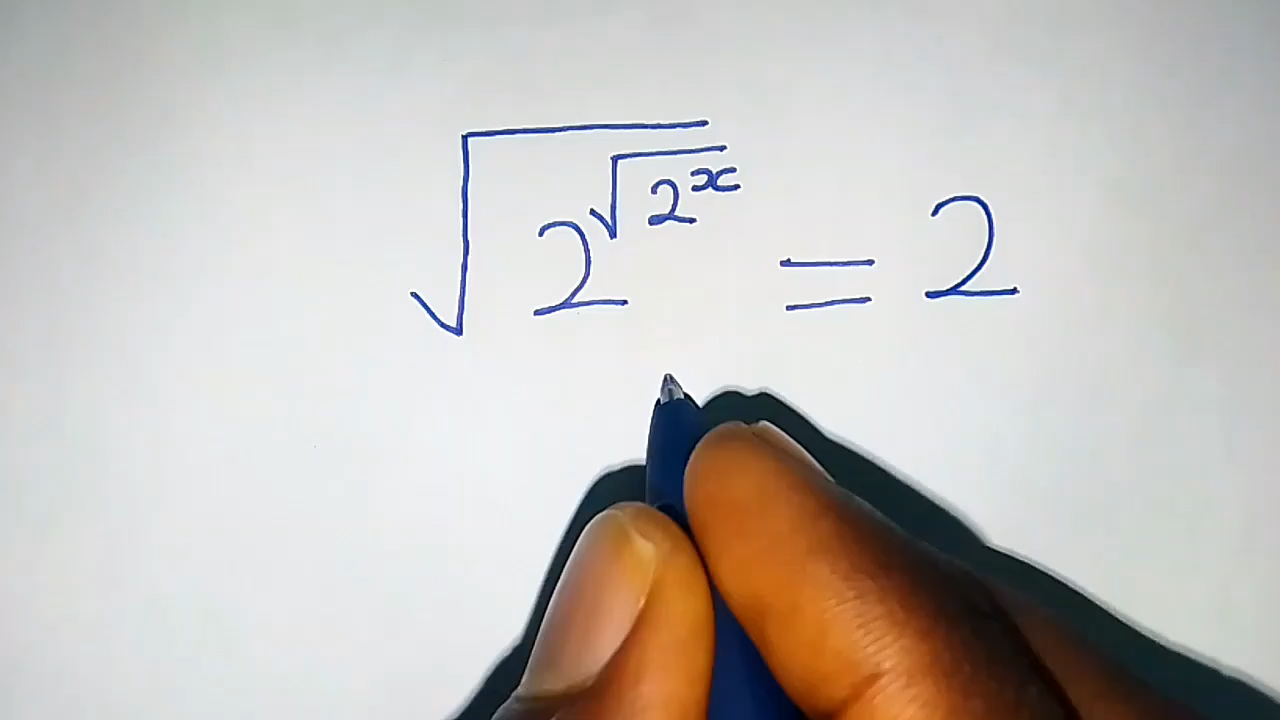 √2^√2^x = 2